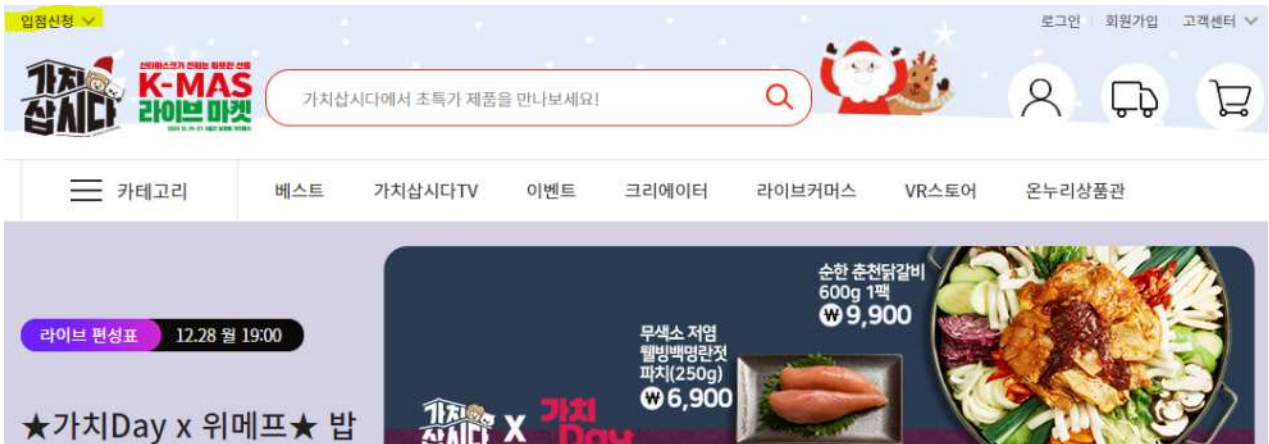 입점신청
로그인 회원가입 고객센터
가치
삽시다
K-MAS
라이브 마켓
가치삽시다에서 초특가 제품을 만나보세요!
카테고리 베스트 가치삽시다TV 이벤트 크리에이터 라이브커머스 VR스토어 온누리상품관
라이브 편성표 12.28 월 19:00
★가치Day x 위메프★ 밥
순한 춘천닭갈비
600g 1팩
₩9,900
무색소 저염
웰빙백명란젓
파치(250g)
₩6,900
가치
삽시다
X
가치
Day